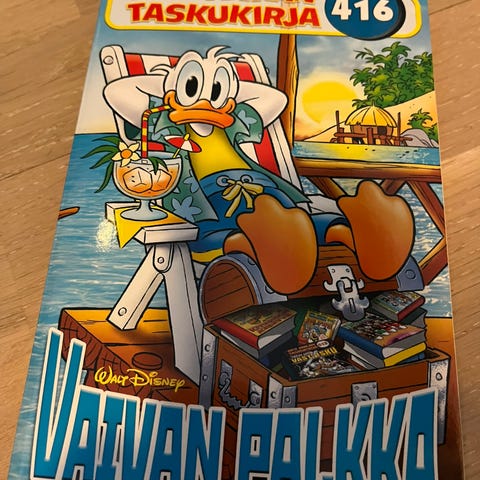 TASKUKIRJA
416
WALT DISNEY
VAIVAN PALKKA